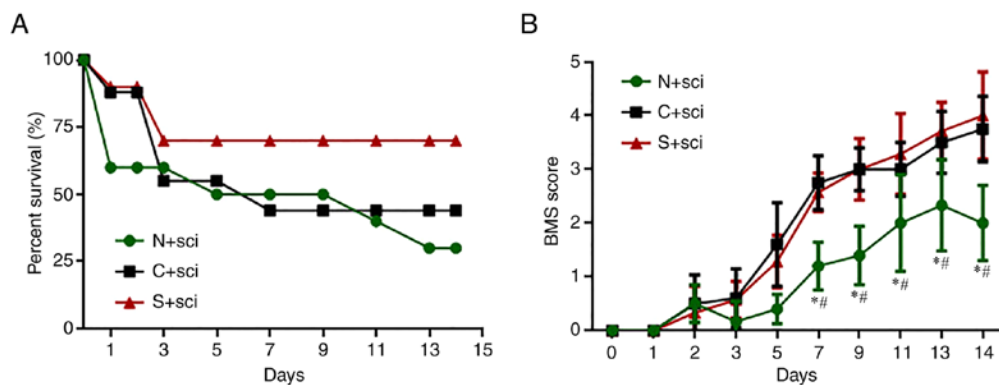 A
Percent survival (%)
100
75
50
25
0
N+sci
C+sci
S+sci
1 3 5 7 9 11 13 15
Days
B
BMS score
5
4
3
2
1
0
N+sci
C+sci
S+sci
*# *# *# *# *#
0 1 2 3 5 7 9 11 13 14
Days